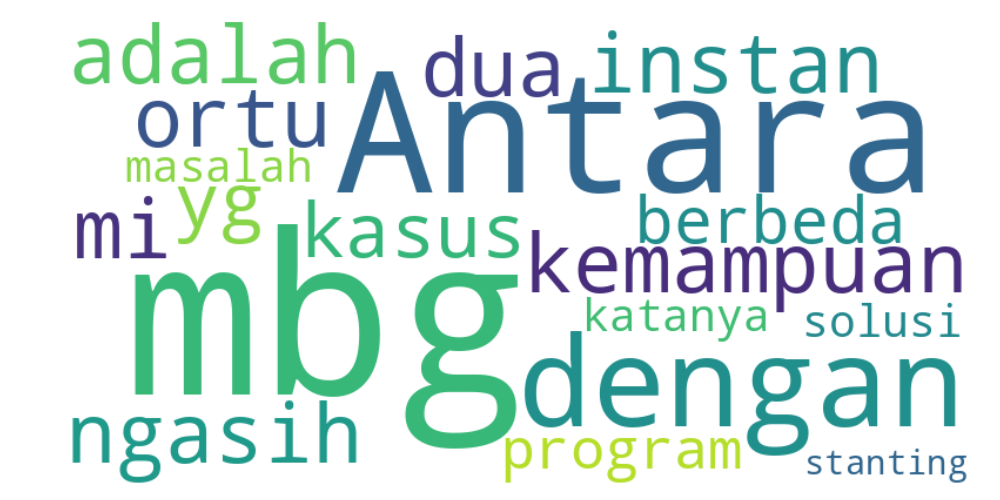 adalah
dua
instan
ortu
Antara
masalah
yg
mi
kasus
berbeda
kemampuan
mbg
katanya
solusi
dengan
ngasih
program
stanting